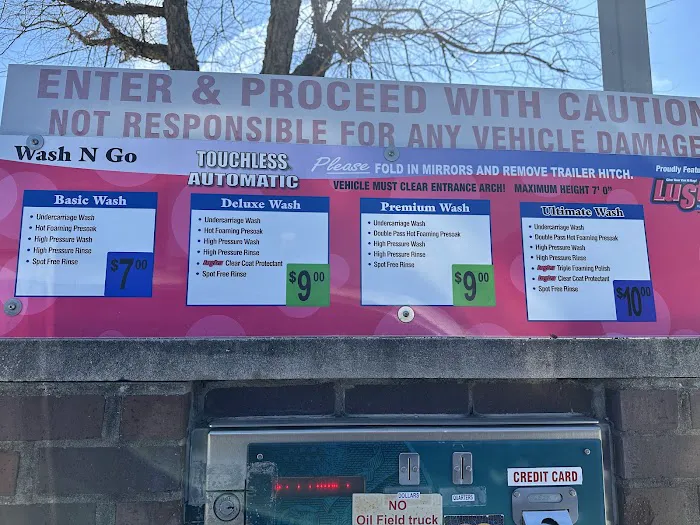 ENTER & PROCEED WITH CAUTION
NOT RESPONSIBLE FOR ANY VEHICLE DAMAGE
Wash N Go
TOUCHLESS
AUTOMATIC
Please FOLD IN MIRRORS AND REMOVE TRAILER HITCH.
VEHICLE MUST CLEAR ENTRANCE ARCH! MAXIMUM HEIGHT 7' 0"
Proudly Featu
Lus
Basic Wash
• Undercarriage Wash
• Hot Foaming Presoak
• High Pressure Wash
• High Pressure Rinse
• Spot Free Rinse
$7.00
Deluxe Wash
• Undercarriage Wash
• Hot Foaming Presoak
• High Pressure Wash
• High Pressure Rinse
• Clear Coat Protectant
• Spot Free Rinse
$9.00
Premium Wash
• Undercarriage Wash
• Double Pass Hot Foaming Presoak
• High Pressure Wash
• High Pressure Rinse
• Spot Free Rinse
$9.00
Ultimate Wash
• Undercarriage Wash
• Double Pass Hot Foaming Presoak
• High Pressure Wash
• High Pressure Rinse
• Triple Foaming Polish
• Clear Coat Protectant
• Spot Free Rinse
$10.00
DOLLARS
QUARTERS
CREDIT CARD
NO
Oil Field truck